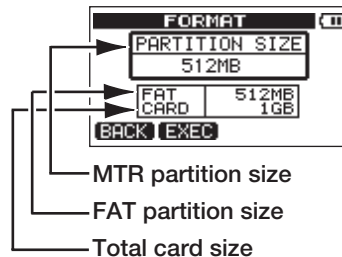 FORMAT
PARTITION SIZE
512MB
FAT 512MB
CARD 1GB
BACK EXEC
MTR partition size
FAT partition size
Total card size